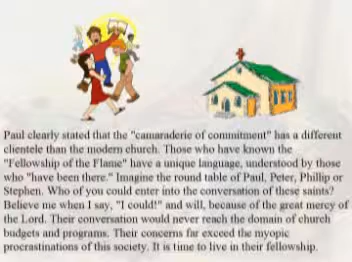 Paul clearly stated that the "camaraderie of commitment" has a different
clientele than the modern church. Those who have known the
"Fellowship of the Flame" have a unique language, understood by those
who "have been there." Imagine the round table of Paul, Peter, Phillip or
Stephen. Who of you could enter into the conversation of these saints?
Believe me when I say, "I could!" and will, because of the great mercy of
the Lord. Their conversation would never reach the domain of church
budgets and programs. Their concerns far exceed the myopic
procrastinations of this society. It is time to live in their fellowship.